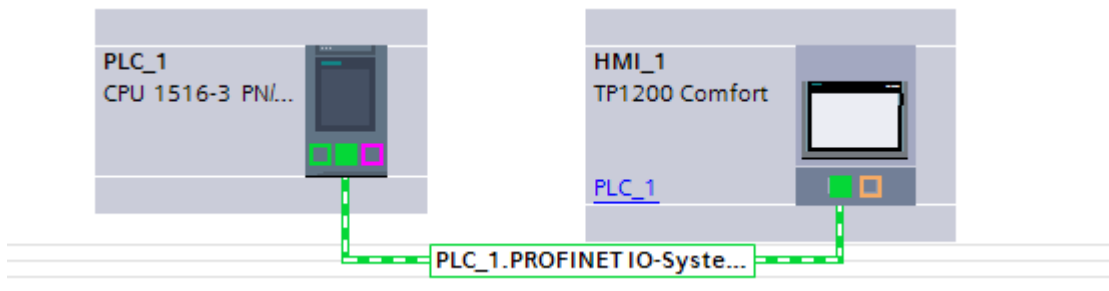 PLC_1
CPU 1516-3 PN/...
HMI_1
TP1200 Comfort
PLC_1
PLC_1.PROFINET IO-Syste...